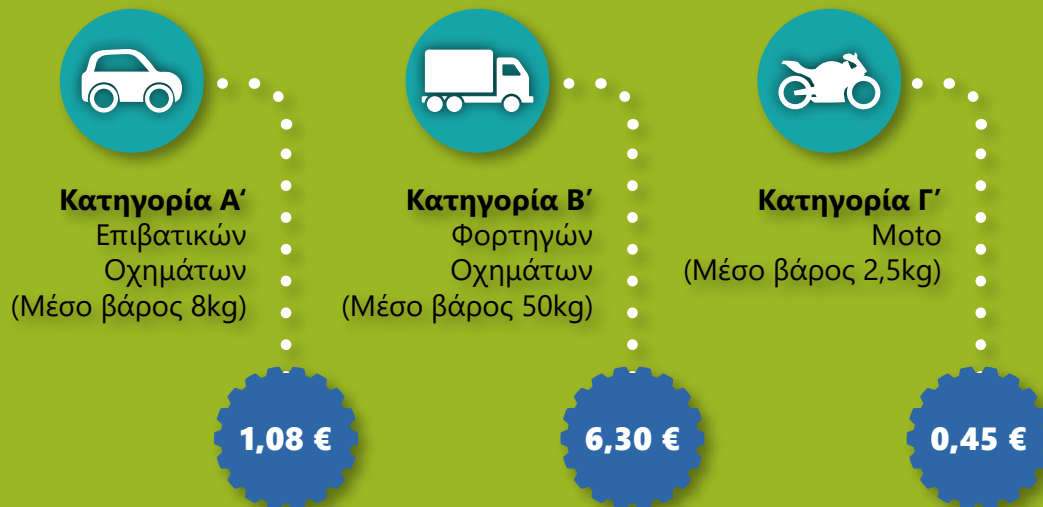 Κατηγορία Α‘
Επιβατικών
Οχημάτων
(Μέσο βάρος 8kg)
1,08 €
Κατηγορία Β’
Φορτηγών
Οχημάτων
(Μέσο βάρος 50kg)
6,30 €
Κατηγορία Γ’
Moto
(Μέσο βάρος 2,5kg)
0,45 €